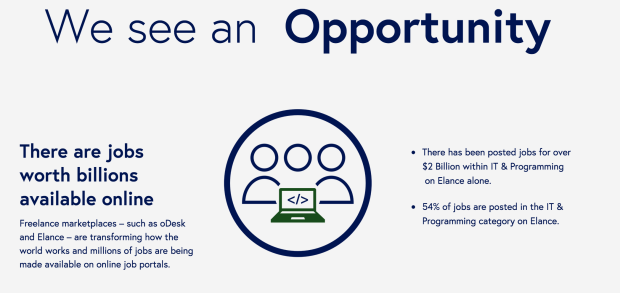 We see an Opportunity
There are jobs
worth billions
available online
Freelance marketplaces – such as oDesk
and Elance – are transforming how the
world works and millions of jobs are being
made available on online job portals.
</>
• There has been posted jobs for over
$2 Billion within IT & Programming
on Elance alone.
• 54% of jobs are posted in the IT &
Programming category on Elance.